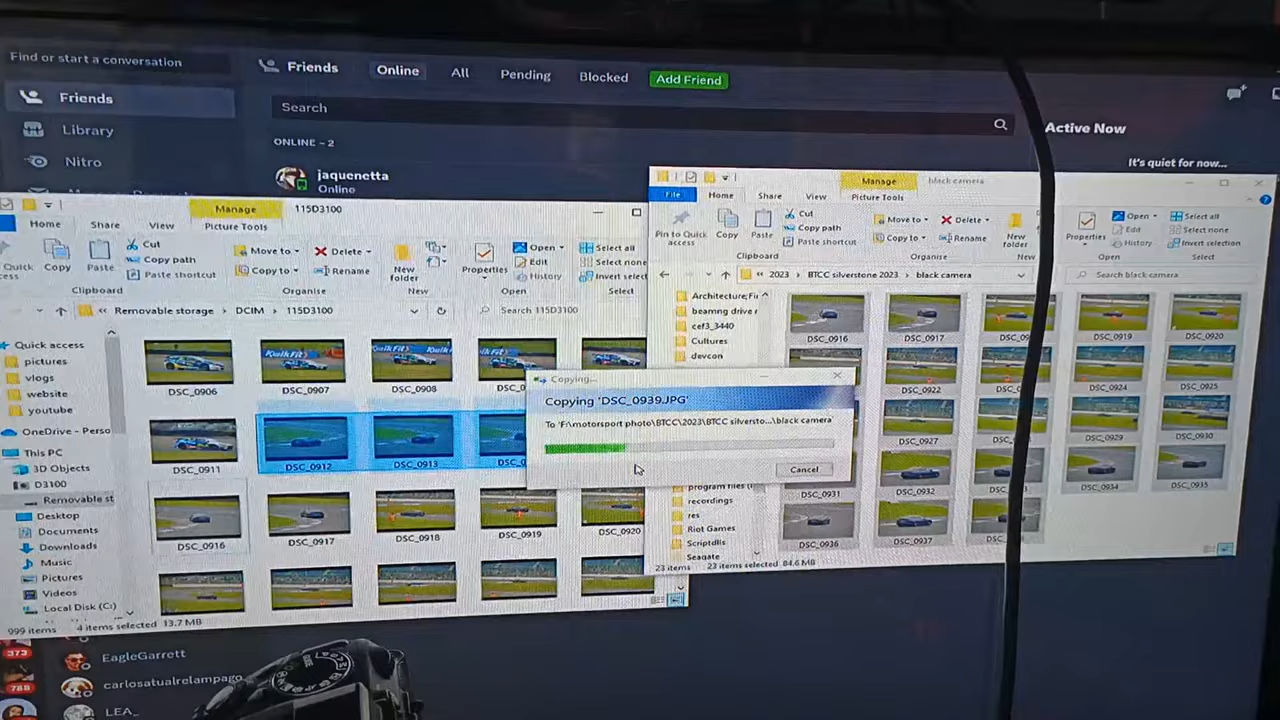 Find or start a conversation
Friends
Library
Nitro
Friends
Online
All
Pending
Blocked
Add Friend
Search
ONLINE – 2
jaquenetta
Online
Active Now
It's quiet for now...
Manage
115D3100
Home
Share
View
Picture Tools
Copy
Paste
Cut
Copy path
Paste shortcut
Move to
Copy to
Delete
Rename
New
folder
Properties
Open
Edit
History
Select all
Select none
Clipboard
Organise
New
Open
Select
« Removable storage > DCIM > 115D3100
Search 115D3100
Quick access
pictures
vlogs
website
youtube
OneDrive - Perso
This PC
3D Objects
D3100
Removable st
Desktop
Documents
Downloads
Music
Pictures
Videos
Local Disk (C:)
DSC_0906
DSC_0907
DSC_0908
DSC_0911
DSC_0912
DSC_0913
DSC_0916
DSC_0917
DSC_0918
DSC_0919
DSC_0920
999 items
4 items selected 13.7 MB
Manage
black camera
File
Home
Share
View
Picture Tools
Pin to Quick
access
Copy
Paste
Cut
Copy path
Paste shortcut
Move to
Copy to
Delete
Rename
New
folder
Properties
Open
Edit
History
Select all
Select none
Invert selection
Clipboard
Organise
New
Open
Select
« 2023 > BTCC silverstone 2023 > black camera
Search black camera
beamng drive r
cef3_3440
Cultures
devcon
recordings
res
Riot Games
Scriptdlls
Seagate
DSC_0916
DSC_0917
DSC_0919
DSC_0920
DSC_0922
DSC_0924
DSC_0925
DSC_0927
DSC_0929
DSC_0930
DSC_0931
DSC_0932
DSC_0934
DSC_0935
DSC_0936
DSC_0937
23 items
23 items selected 84.6 MB
Copying...
Copying 'DSC_0939.JPG'
To 'F:\motorsport photo\BTCC\2023\BTCC silversto...\black camera
Cancel
373
788
EagleGarrett
carlosatualrelampago
LEA_